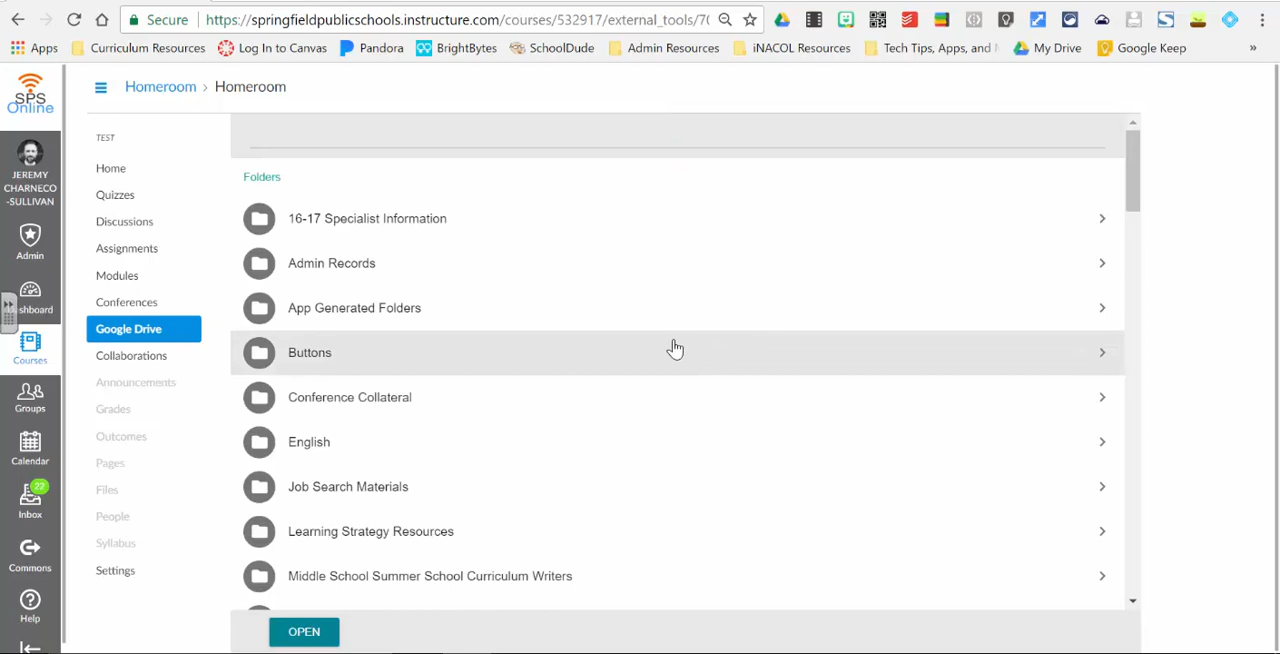 Secure https://springfieldpublicschools.instructure.com/courses/532917/external_tools/70
Apps Curriculum Resources Log In to Canvas Pandora BrightBytes SchoolDude Admin Resources iNACOL Resources Tech Tips, Apps, and My Drive Google Keep »
SPS
Online
Homeroom › Homeroom
TEST
JEREMY
CHARNECO
-SULLIVAN
Admin
shboard
Courses
Groups
Calendar
22
Inbox
Commons
Help
Home
Quizzes
Discussions
Assignments
Modules
Conferences
Google Drive
Collaborations
Announcements
Grades
Outcomes
Pages
Files
People
Syllabus
Settings
Folders
16-17 Specialist Information
Admin Records
App Generated Folders
Buttons
Conference Collateral
English
Job Search Materials
Learning Strategy Resources
Middle School Summer School Curriculum Writers
OPEN